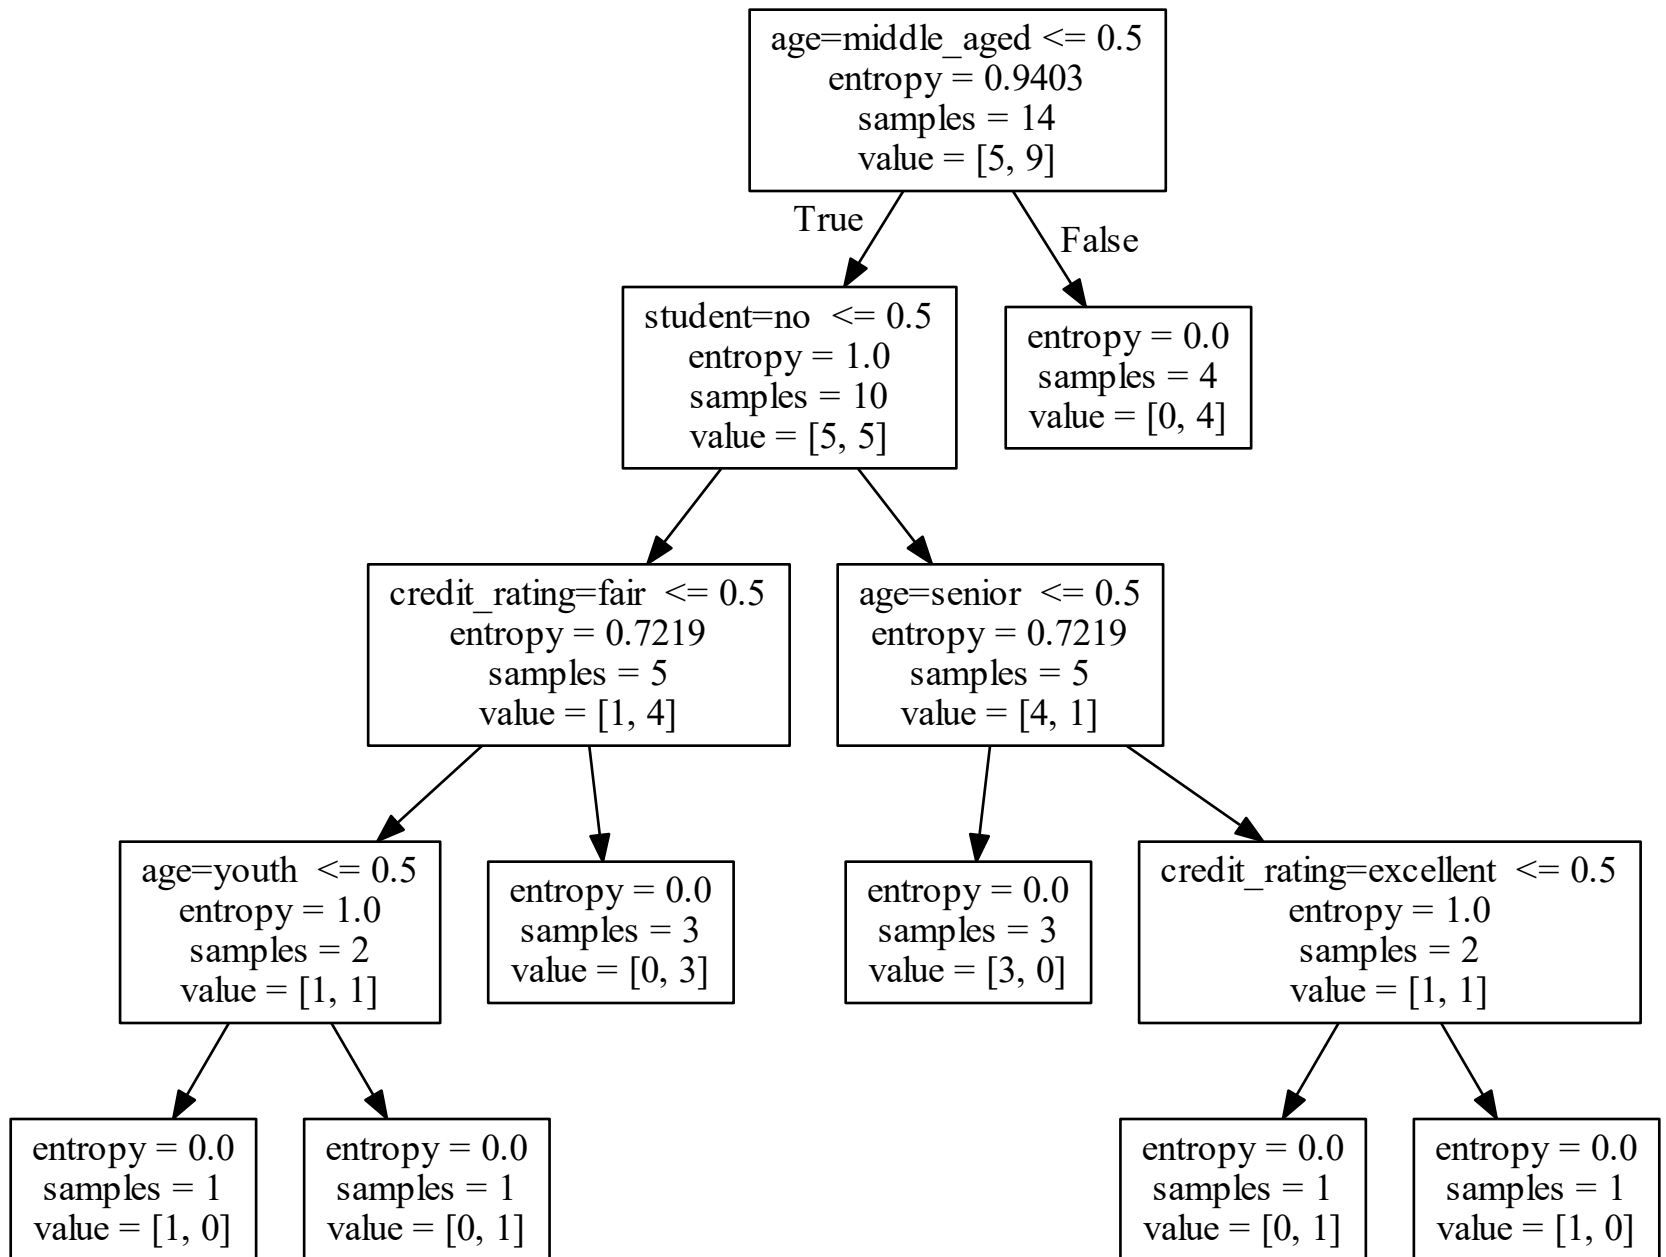 age=middle_aged <= 0.5
entropy = 0.9403
samples = 14
value = [5, 9]
True
False
student=no <= 0.5
entropy = 1.0
samples = 10
value = [5, 5]
entropy = 0.0
samples = 4
value = [0, 4]
credit_rating=fair <= 0.5
entropy = 0.7219
samples = 5
value = [1, 4]
age=senior <= 0.5
entropy = 0.7219
samples = 5
value = [4, 1]
age=youth <= 0.5
entropy = 1.0
samples = 2
value = [1, 1]
entropy = 0.0
samples = 3
value = [0, 3]
entropy = 0.0
samples = 3
value = [3, 0]
credit_rating=excellent <= 0.5
entropy = 1.0
samples = 2
value = [1, 1]
entropy = 0.0
samples = 1
value = [1, 0]
entropy = 0.0
samples = 1
value = [0, 1]
entropy = 0.0
samples = 1
value = [0, 1]
entropy = 0.0
samples = 1
value = [1, 0]